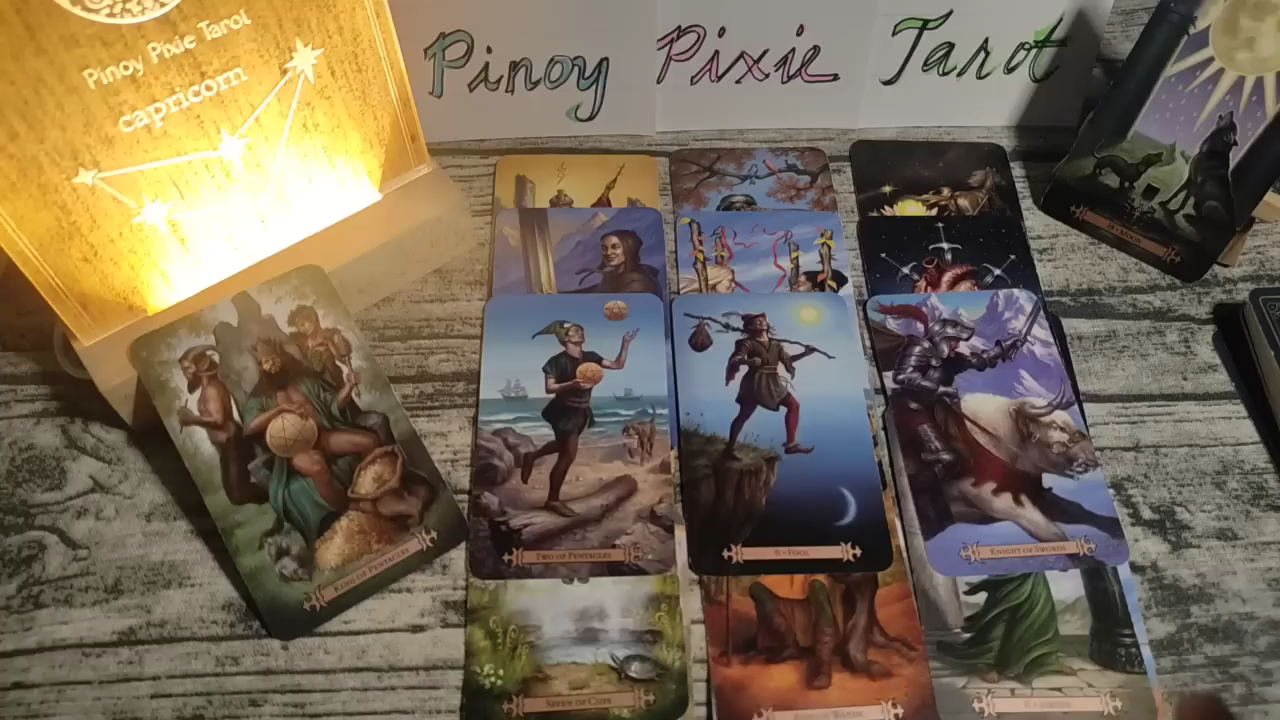 Pinoy Pixie Tarot
capricorn
Pinoy Pixie Tarot
King of Pentacles
Two of Pentacles
0 • Fool
Knight of Swords
Seven of Cups